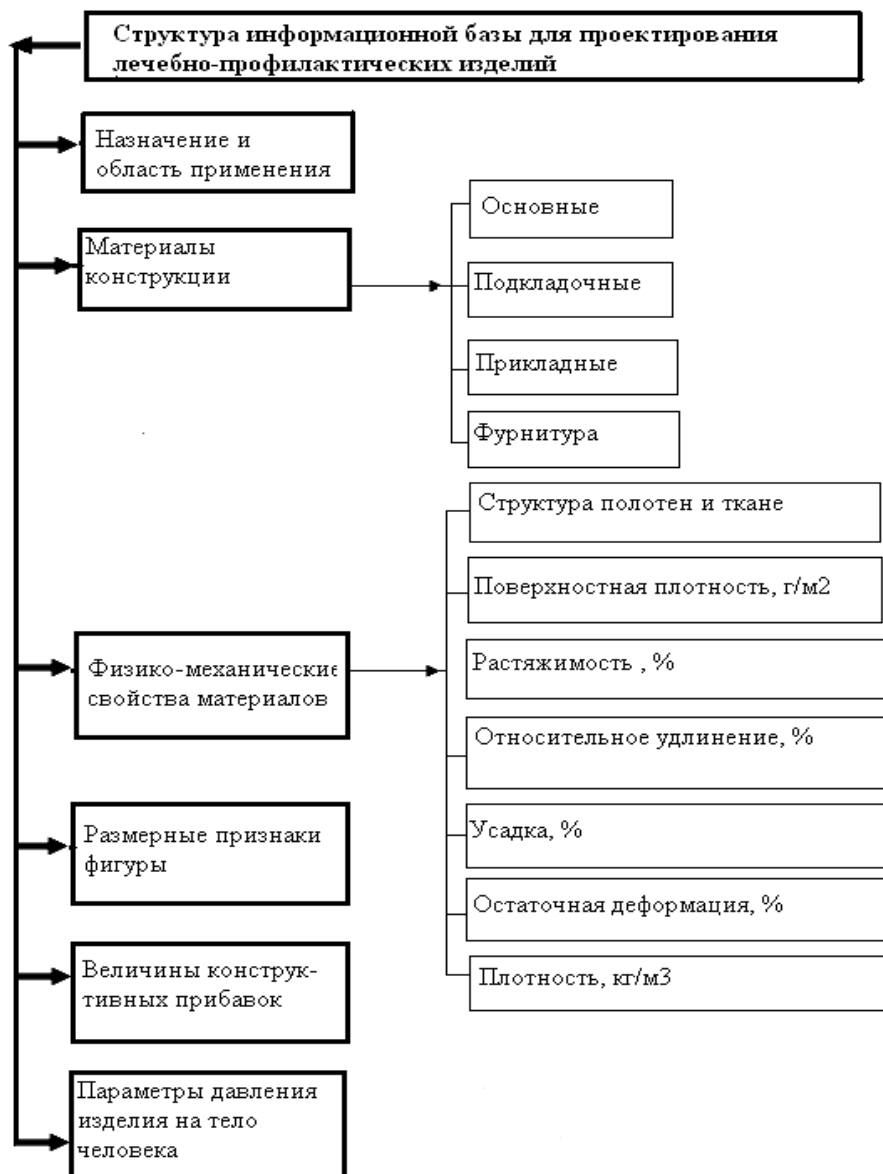 Структура информационной базы для проектирования
лечебно-профилактических изделий
Назначение и
область применения
Материалы
конструкции
Основные
Подкладочные
Прикладные
Фурнитура
Физико-механические
свойства материалов
Структура полотен и ткане
Поверхностная плотность, г/м2
Растяжимость , %
Относительное удлинение, %
Усадка, %
Остаточная деформация, %
Плотность, кг/м3
Размерные признаки
фигуры
Величины конструк-
тивных прибавок
Параметры давления
изделия на тело
человека